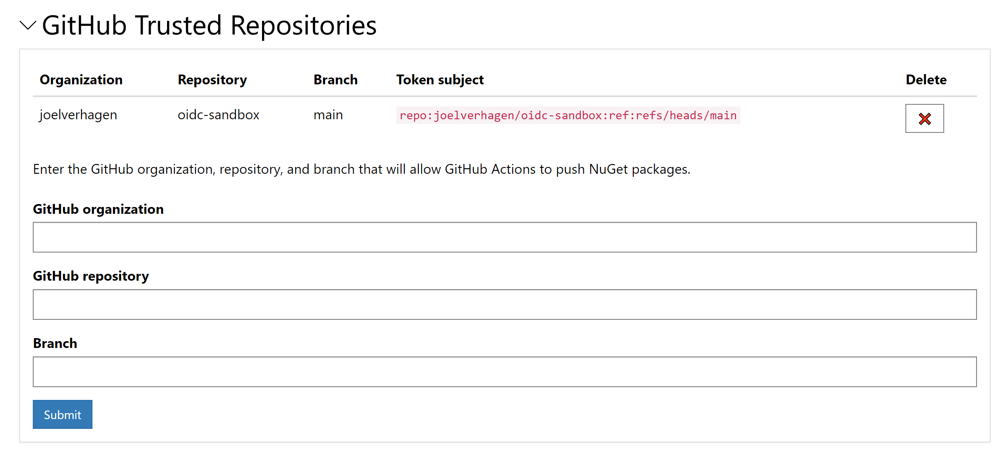 GitHub Trusted Repositories
Organization Repository Branch Token subject Delete
joelverhagen oidc-sandbox main repo:joelverhagen/oidc-sandbox:ref:refs/heads/main
Enter the GitHub organization, repository, and branch that will allow GitHub Actions to push NuGet packages.
GitHub organization
GitHub repository
Branch
Submit